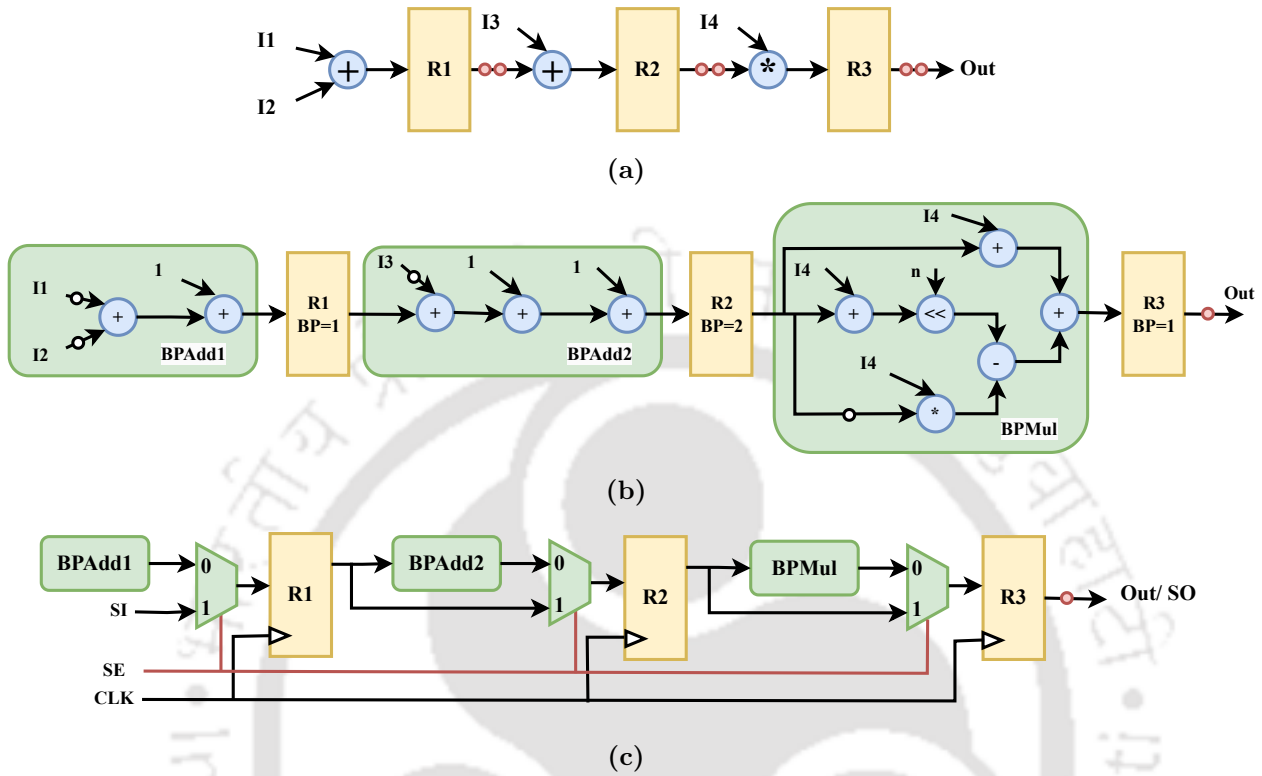 I1
I2
+
R1
I3
+
R2
I4
*
R3
Out
(a)
I1
I2
+
1
+
BPAdd1
R1
BP=1
I3
+
1
+
1
+
BPAdd2
R2
BP=2
I4
+
I4
+
n
<<
-
+
I4
*
BPMul
R3
BP=1
Out
(b)
BPAdd1
0
1
SI
R1
BPAdd2
0
1
R2
BPMul
0
1
R3
Out/ SO
SE
CLK
(c)